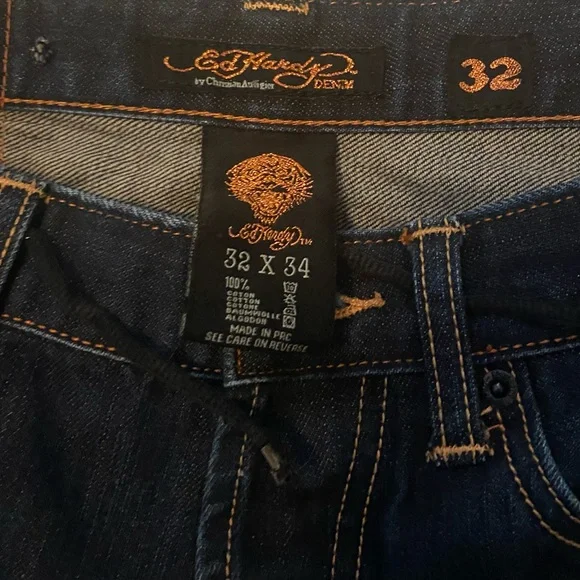 Ed Hardy
By Christian Audigier
DENIM
32
Ed Hardy TM
32 X 34
100%
COTON
COTTON
COTONE
BAUMWOLLE
ALGODON
MADE IN PRC
SEE CARE ON REVERSE